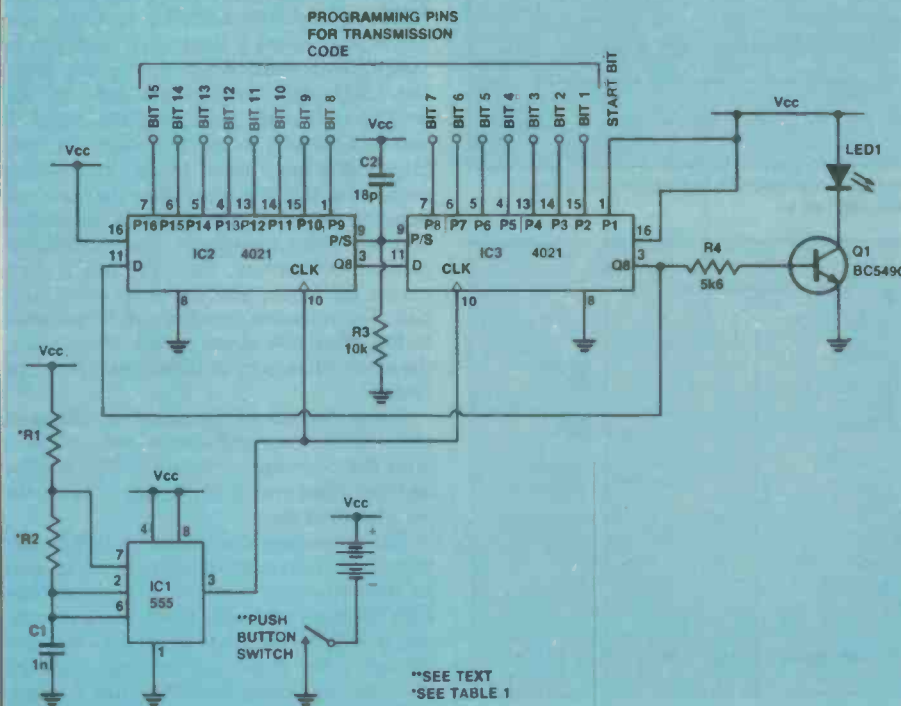 PROGRAMMING PINS
FOR TRANSMISSION
CODE
BIT 15
BIT 14
BIT 13
BIT 12
BIT 11
BIT 10
BIT 9
BIT 8
BIT 7
BIT 6
BIT 5
BIT 4
BIT 3
BIT 2
BIT 1
START BIT
Vcc
LED1
Vcc
C2
18p
Vcc
7 6 5 4 13 14 15 1
P16 P15 P14 P13 P12 P11 P10 P9
16
11
D
IC2 4021
CLK
P/S
Q8
9
3
8
10
7 6 5 4 13 14 15 1
P8 P7 P6 P5 P4 P3 P2 P1
9
11
P/S
D
IC3 4021
CLK
Q8
16
3
10
8
R4
5k6
Q1
BC549C
R3
10k
Vcc
*R1
*R2
C1
1n
Vcc
4 8
7
2
6
IC1
555
3
1
Vcc
+
−
**PUSH
BUTTON
SWITCH
**SEE TEXT
*SEE TABLE 1